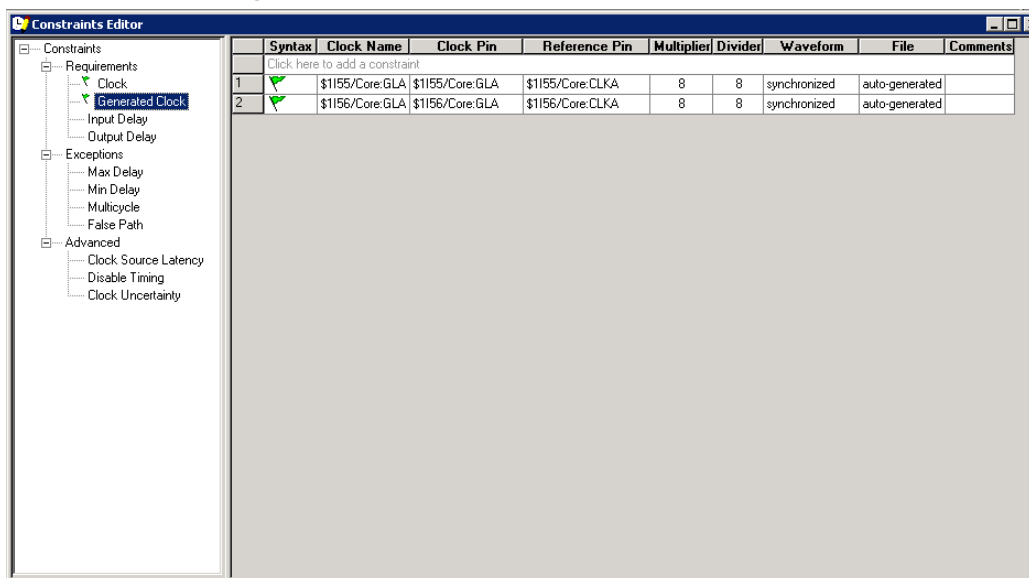 Constraints Editor
Constraints
Requirements
Clock
Generated Clock
Input Delay
Output Delay
Exceptions
Max Delay
Min Delay
Multicycle
False Path
Advanced
Clock Source Latency
Disable Timing
Clock Uncertainty
Syntax Clock Name Clock Pin Reference Pin Multiplier Divider Waveform File Comments
Click here to add a constraint
1 $1I55/Core:GLA $1I55/Core:GLA $1I55/Core:CLKA 8 8 synchronized auto-generated
2 $1I56/Core:GLA $1I56/Core:GLA $1I56/Core:CLKA 8 8 synchronized auto-generated